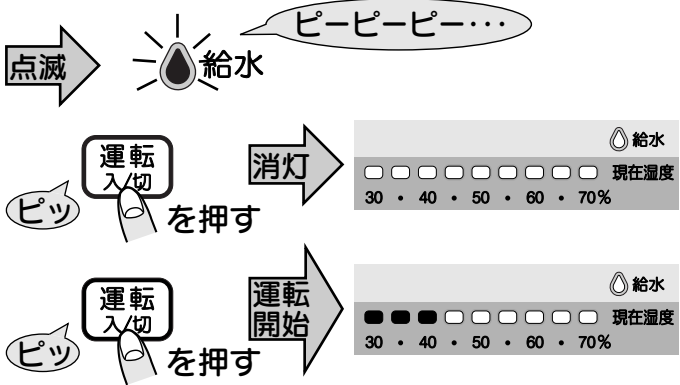 ピーピーピー･･･
点滅
給水
給水
運転
入/切
消灯
現在湿度
30 ・ 40 ・ 50 ・ 60 ・ 70%
ピッ
を押す
給水
運転
入/切
運転
開始
現在湿度
30 ・ 40 ・ 50 ・ 60 ・ 70%
ピッ
を押す